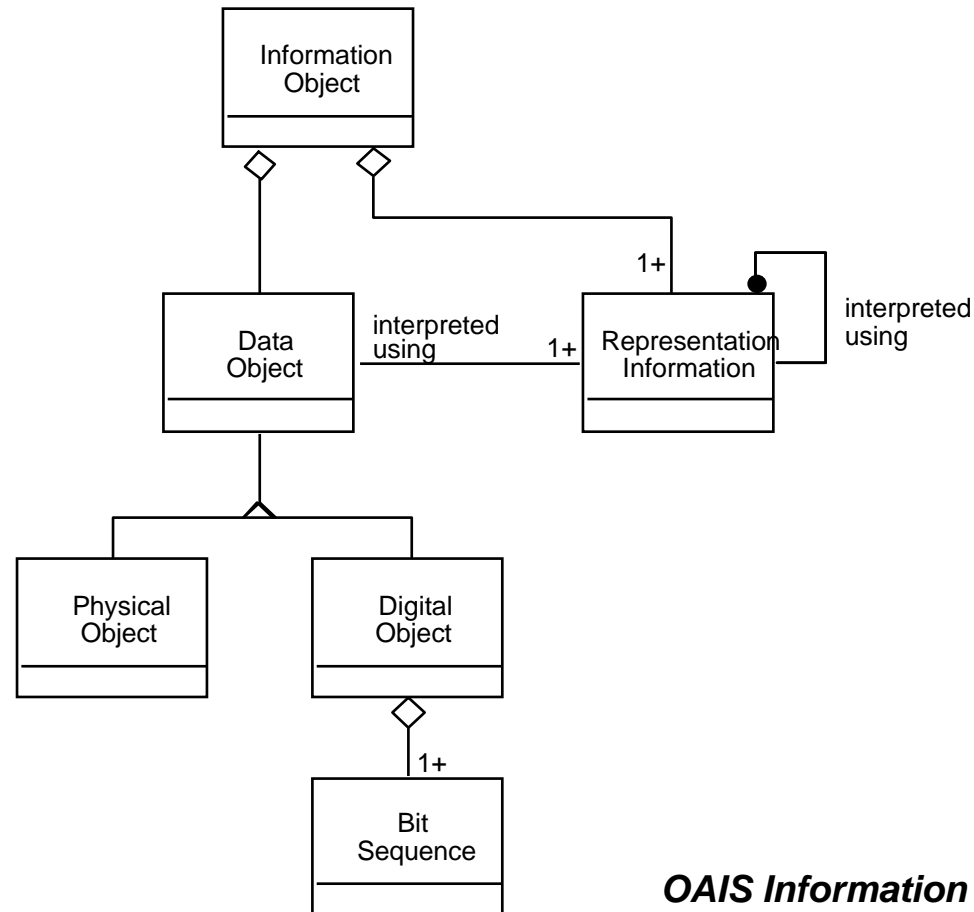 Information
Object
1+
Data
Object
interpreted
using
1+
Representation
Information
interpreted
using
Physical
Object
Digital
Object
1+
Bit
Sequence
OAIS Information